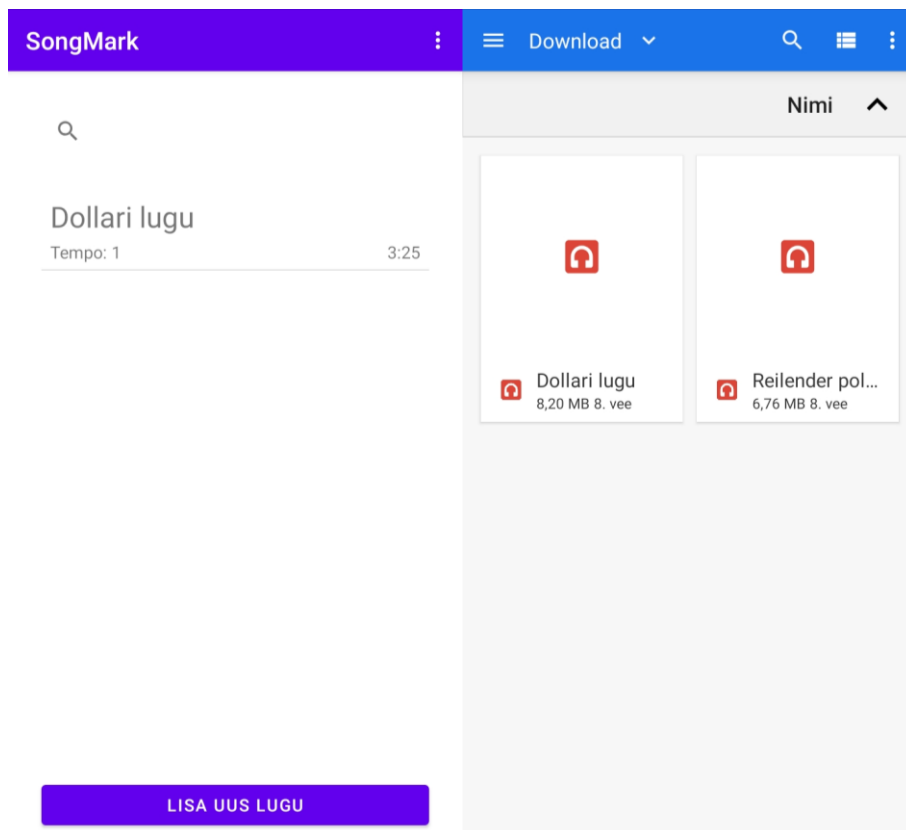 SongMark
Dollari lugu
Tempo: 1 3:25
LISA UUS LUGU
Download
Nimi
Dollari lugu
8,20 MB 8. vee
Reilender pol...
6,76 MB 8. vee